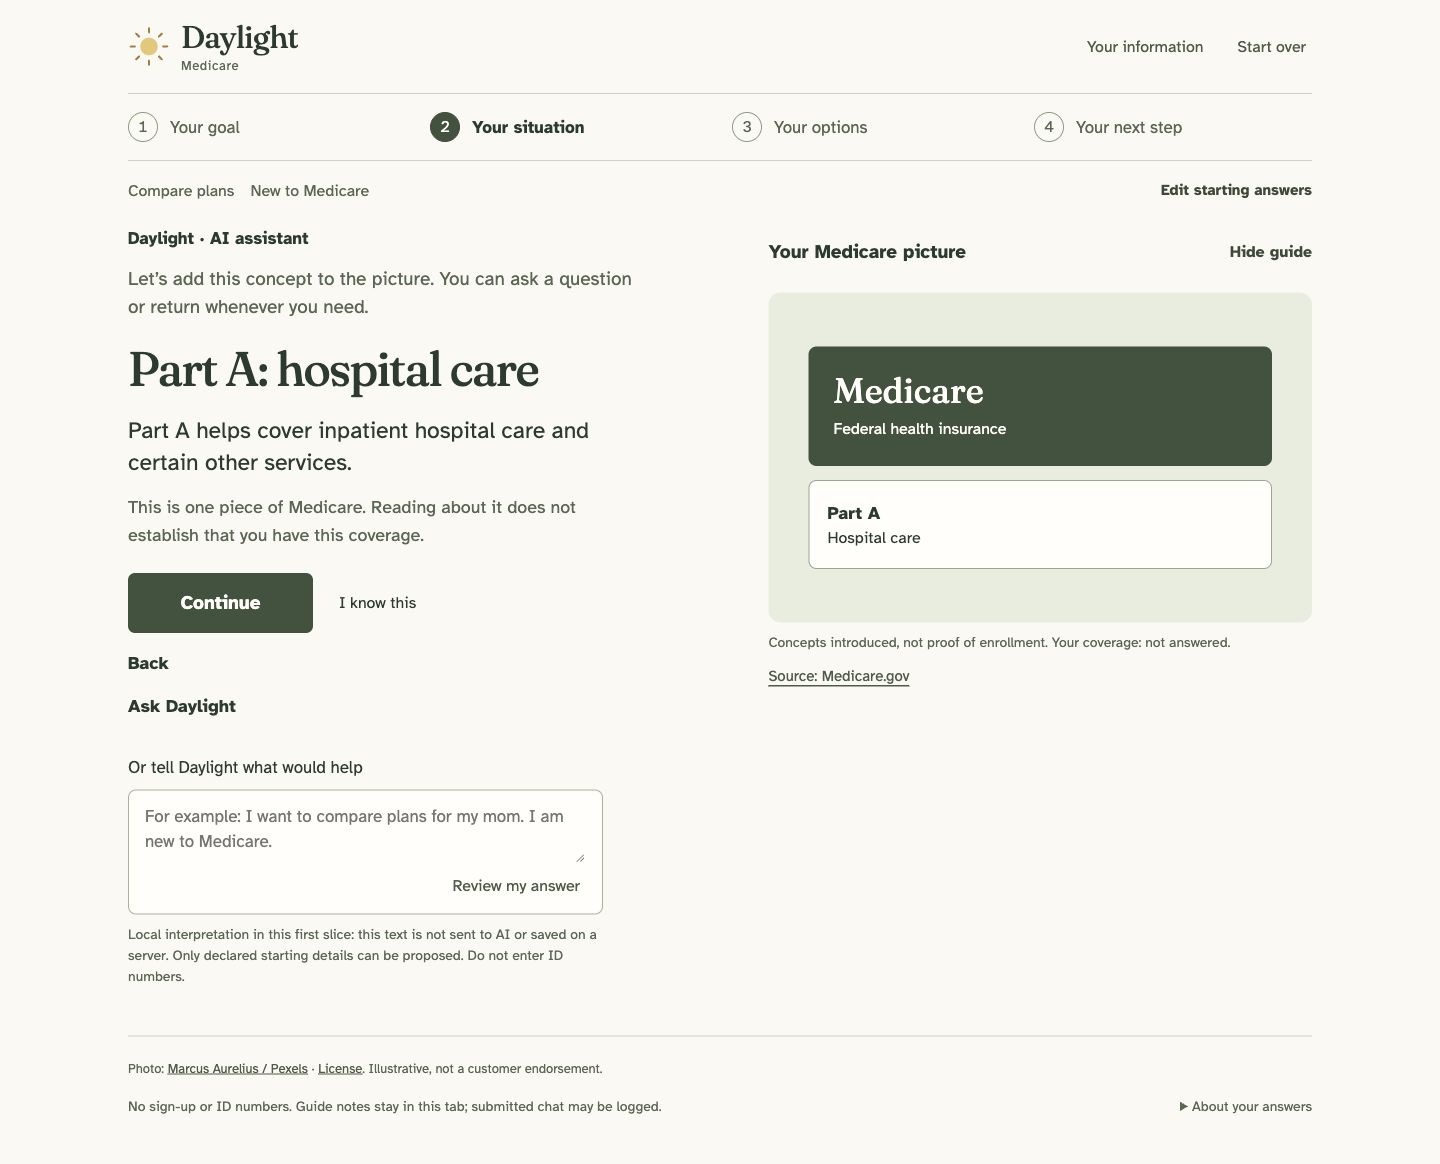 Daylight
Medicare
Your information
Start over
1 Your goal
2 Your situation
3 Your options
4 Your next step
Compare plans
New to Medicare
Edit starting answers
Daylight · AI assistant
Let’s add this concept to the picture. You can ask a question
or return whenever you need.
Part A: hospital care
Part A helps cover inpatient hospital care and
certain other services.
This is one piece of Medicare. Reading about it does not
establish that you have this coverage.
Continue
I know this
Back
Ask Daylight
Or tell Daylight what would help
For example: I want to compare plans for my mom. I am
new to Medicare.
Review my answer
Local interpretation in this first slice: this text is not sent to AI or saved on a
server. Only declared starting details can be proposed. Do not enter ID
numbers.
Your Medicare picture
Hide guide
Medicare
Federal health insurance
Part A
Hospital care
Concepts introduced, not proof of enrollment. Your coverage: not answered.
Source: Medicare.gov
Photo: Marcus Aurelius / Pexels · License. Illustrative, not a customer endorsement.
No sign-up or ID numbers. Guide notes stay in this tab; submitted chat may be logged.
▶ About your answers